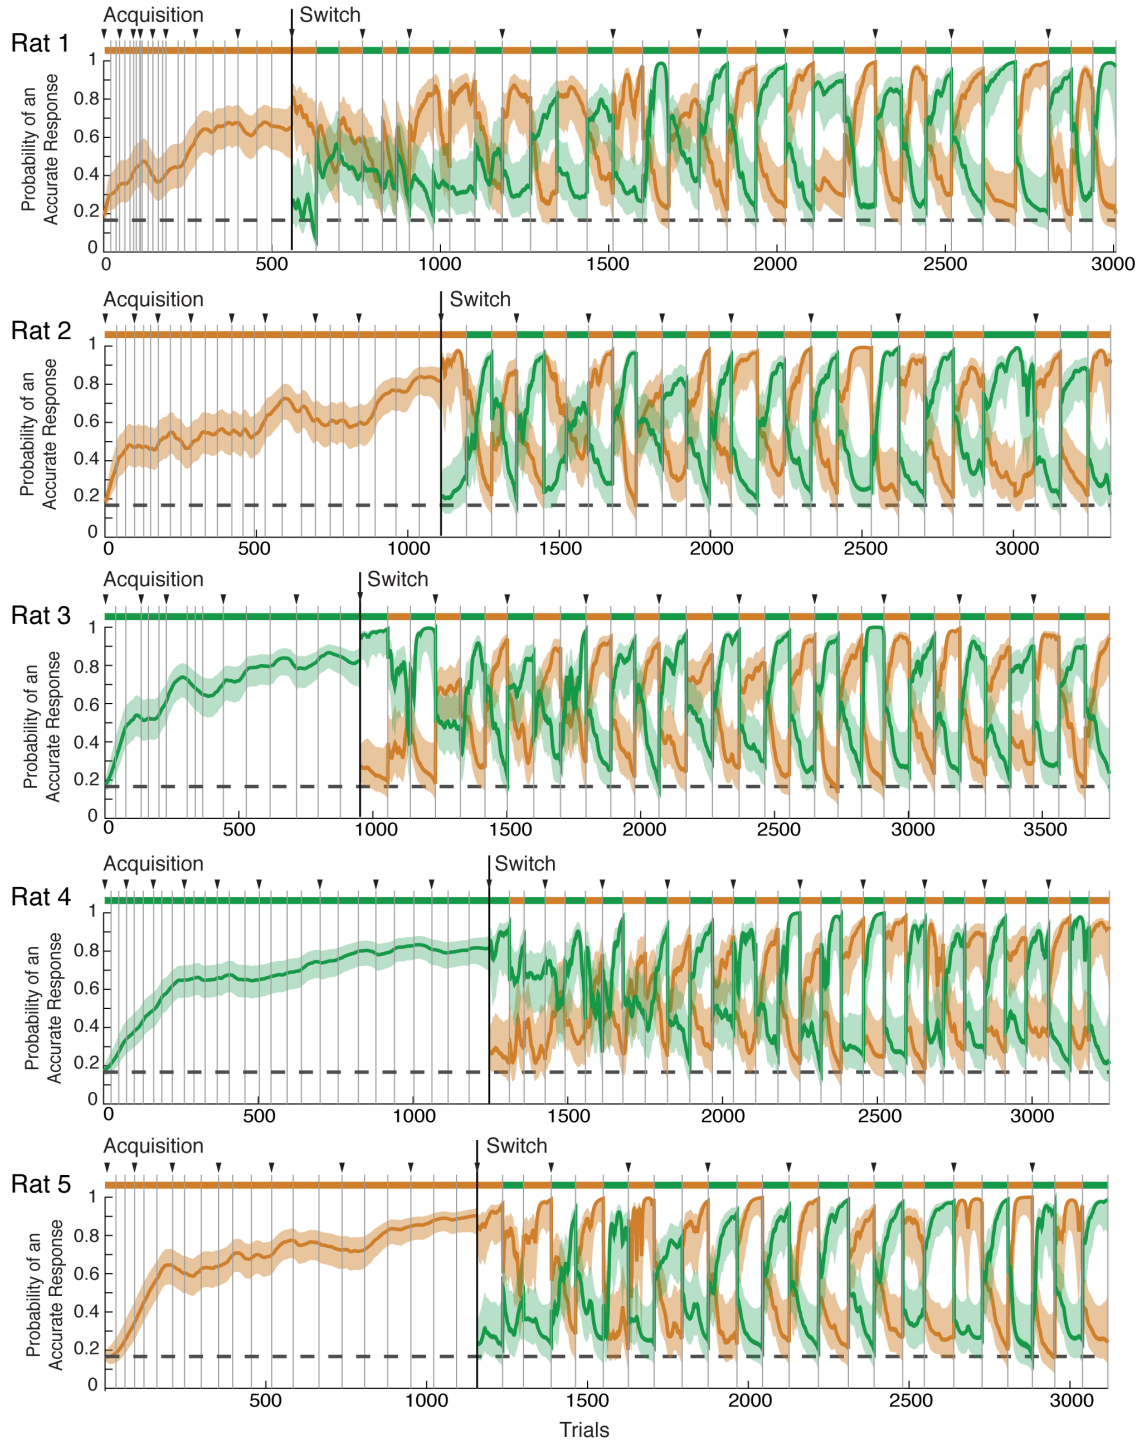 Acquisition Switch
Rat 1
1
0.8
0.6
0.4
0.2
0
Probability of an
Accurate Response
0 500 1000 1500 2000 2500 3000
Acquisition Switch
Rat 2
1
0.8
0.6
0.4
0.2
0
Probability of an
Accurate Response
0 500 1000 1500 2000 2500 3000
Acquisition Switch
Rat 3
1
0.8
0.6
0.4
0.2
0
Probability of an
Accurate Response
0 500 1000 1500 2000 2500 3000 3500
Acquisition Switch
Rat 4
1
0.8
0.6
0.4
0.2
0
Probability of an
Accurate Response
0 500 1000 1500 2000 2500 3000
Acquisition Switch
Rat 5
1
0.8
0.6
0.4
0.2
0
Probability of an
Accurate Response
500 1000 1500 2000 2500 3000
Trials